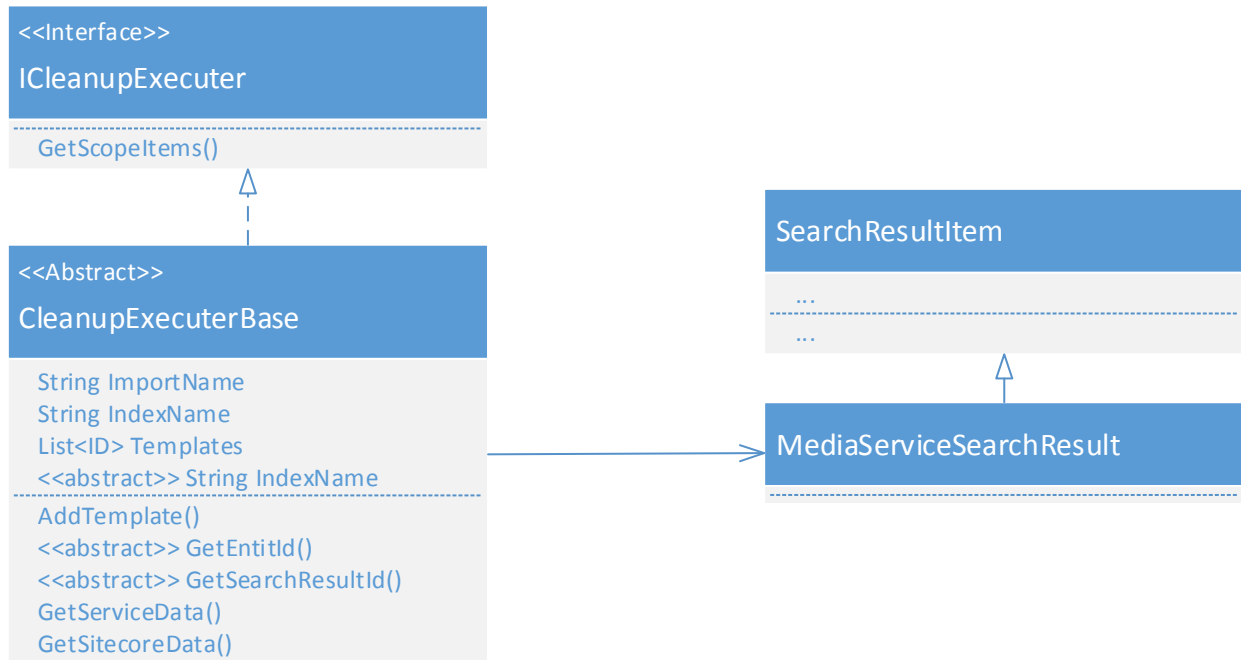 <<Interface>>
ICleanupExecuter
GetScopeItems()
<<Abstract>>
CleanupExecuterBase
String ImportName
String IndexName
List<ID> Templates
<<abstract>> String IndexName
AddTemplate()
<<abstract>> GetEntitId()
<<abstract>> GetSearchResultId()
GetServiceData()
GetSitecoreData()
SearchResultItem
...
...
MediaServiceSearchResult